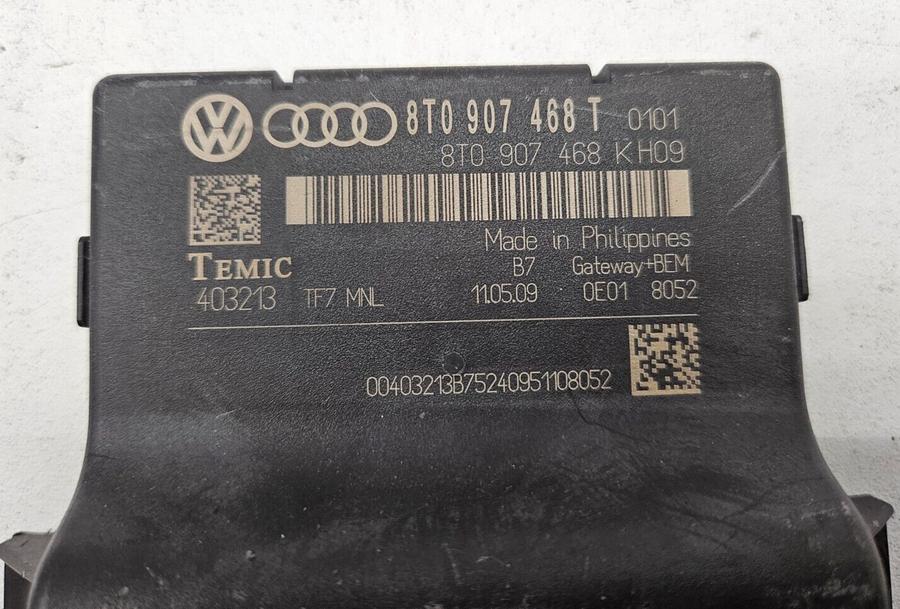 8T0 907 468 T 0101
8T0 907 468 K H09
Made in Philippines
TEMIC B7 Gateway+BEM
403213 TF7 MNL 11.05.09 0E01 8052
00403213B75240951108052